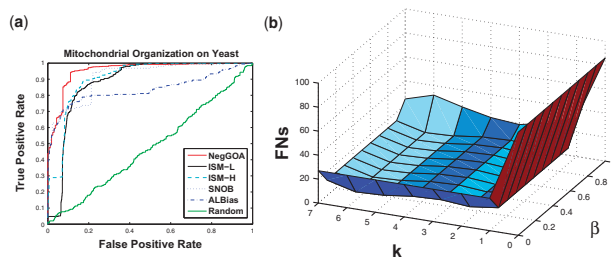 (a)
Mitochondrial Organization on Yeast
True Positive Rate
1
0.9
0.8
0.7
0.6
0.5
0.4
0.3
0.2
0.1
0
0 0.2 0.4 0.6 0.8 1
False Positive Rate
NegGOA
ISM-L
ISM-H
SNOB
ALBias
Random
(b)
FNs
100
80
60
40
20
0
7 6 5 4 3 2 1 0
k
0 0.2 0.4 0.6 0.8
β